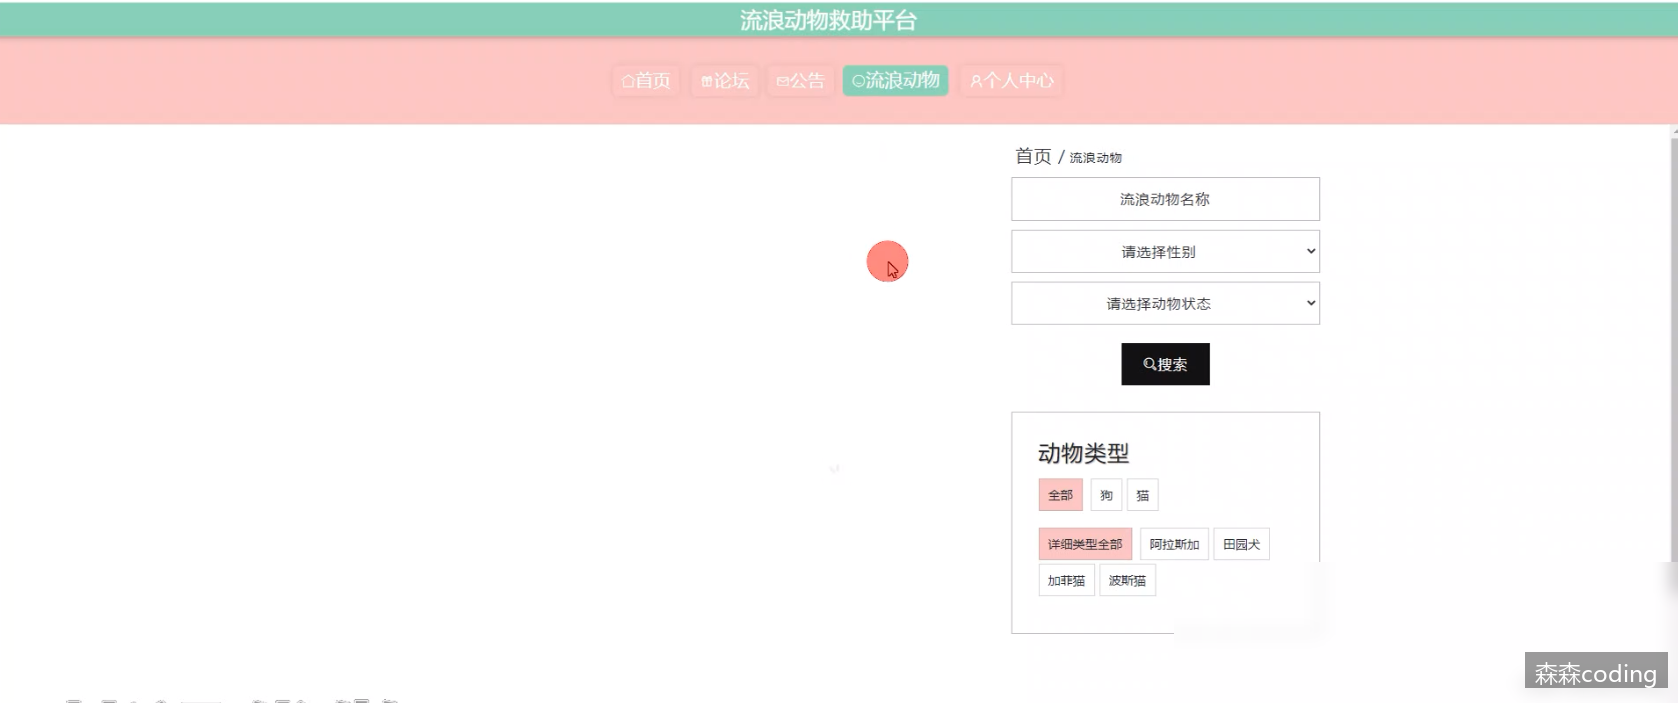 流浪动物救助平台
首页 论坛 公告 流浪动物 个人中心
首页 / 流浪动物
流浪动物名称
请选择性别
请选择动物状态
搜索
动物类型
全部 狗 猫
详细类型全部 阿拉斯加 田园犬
加菲猫 波斯猫
森森coding